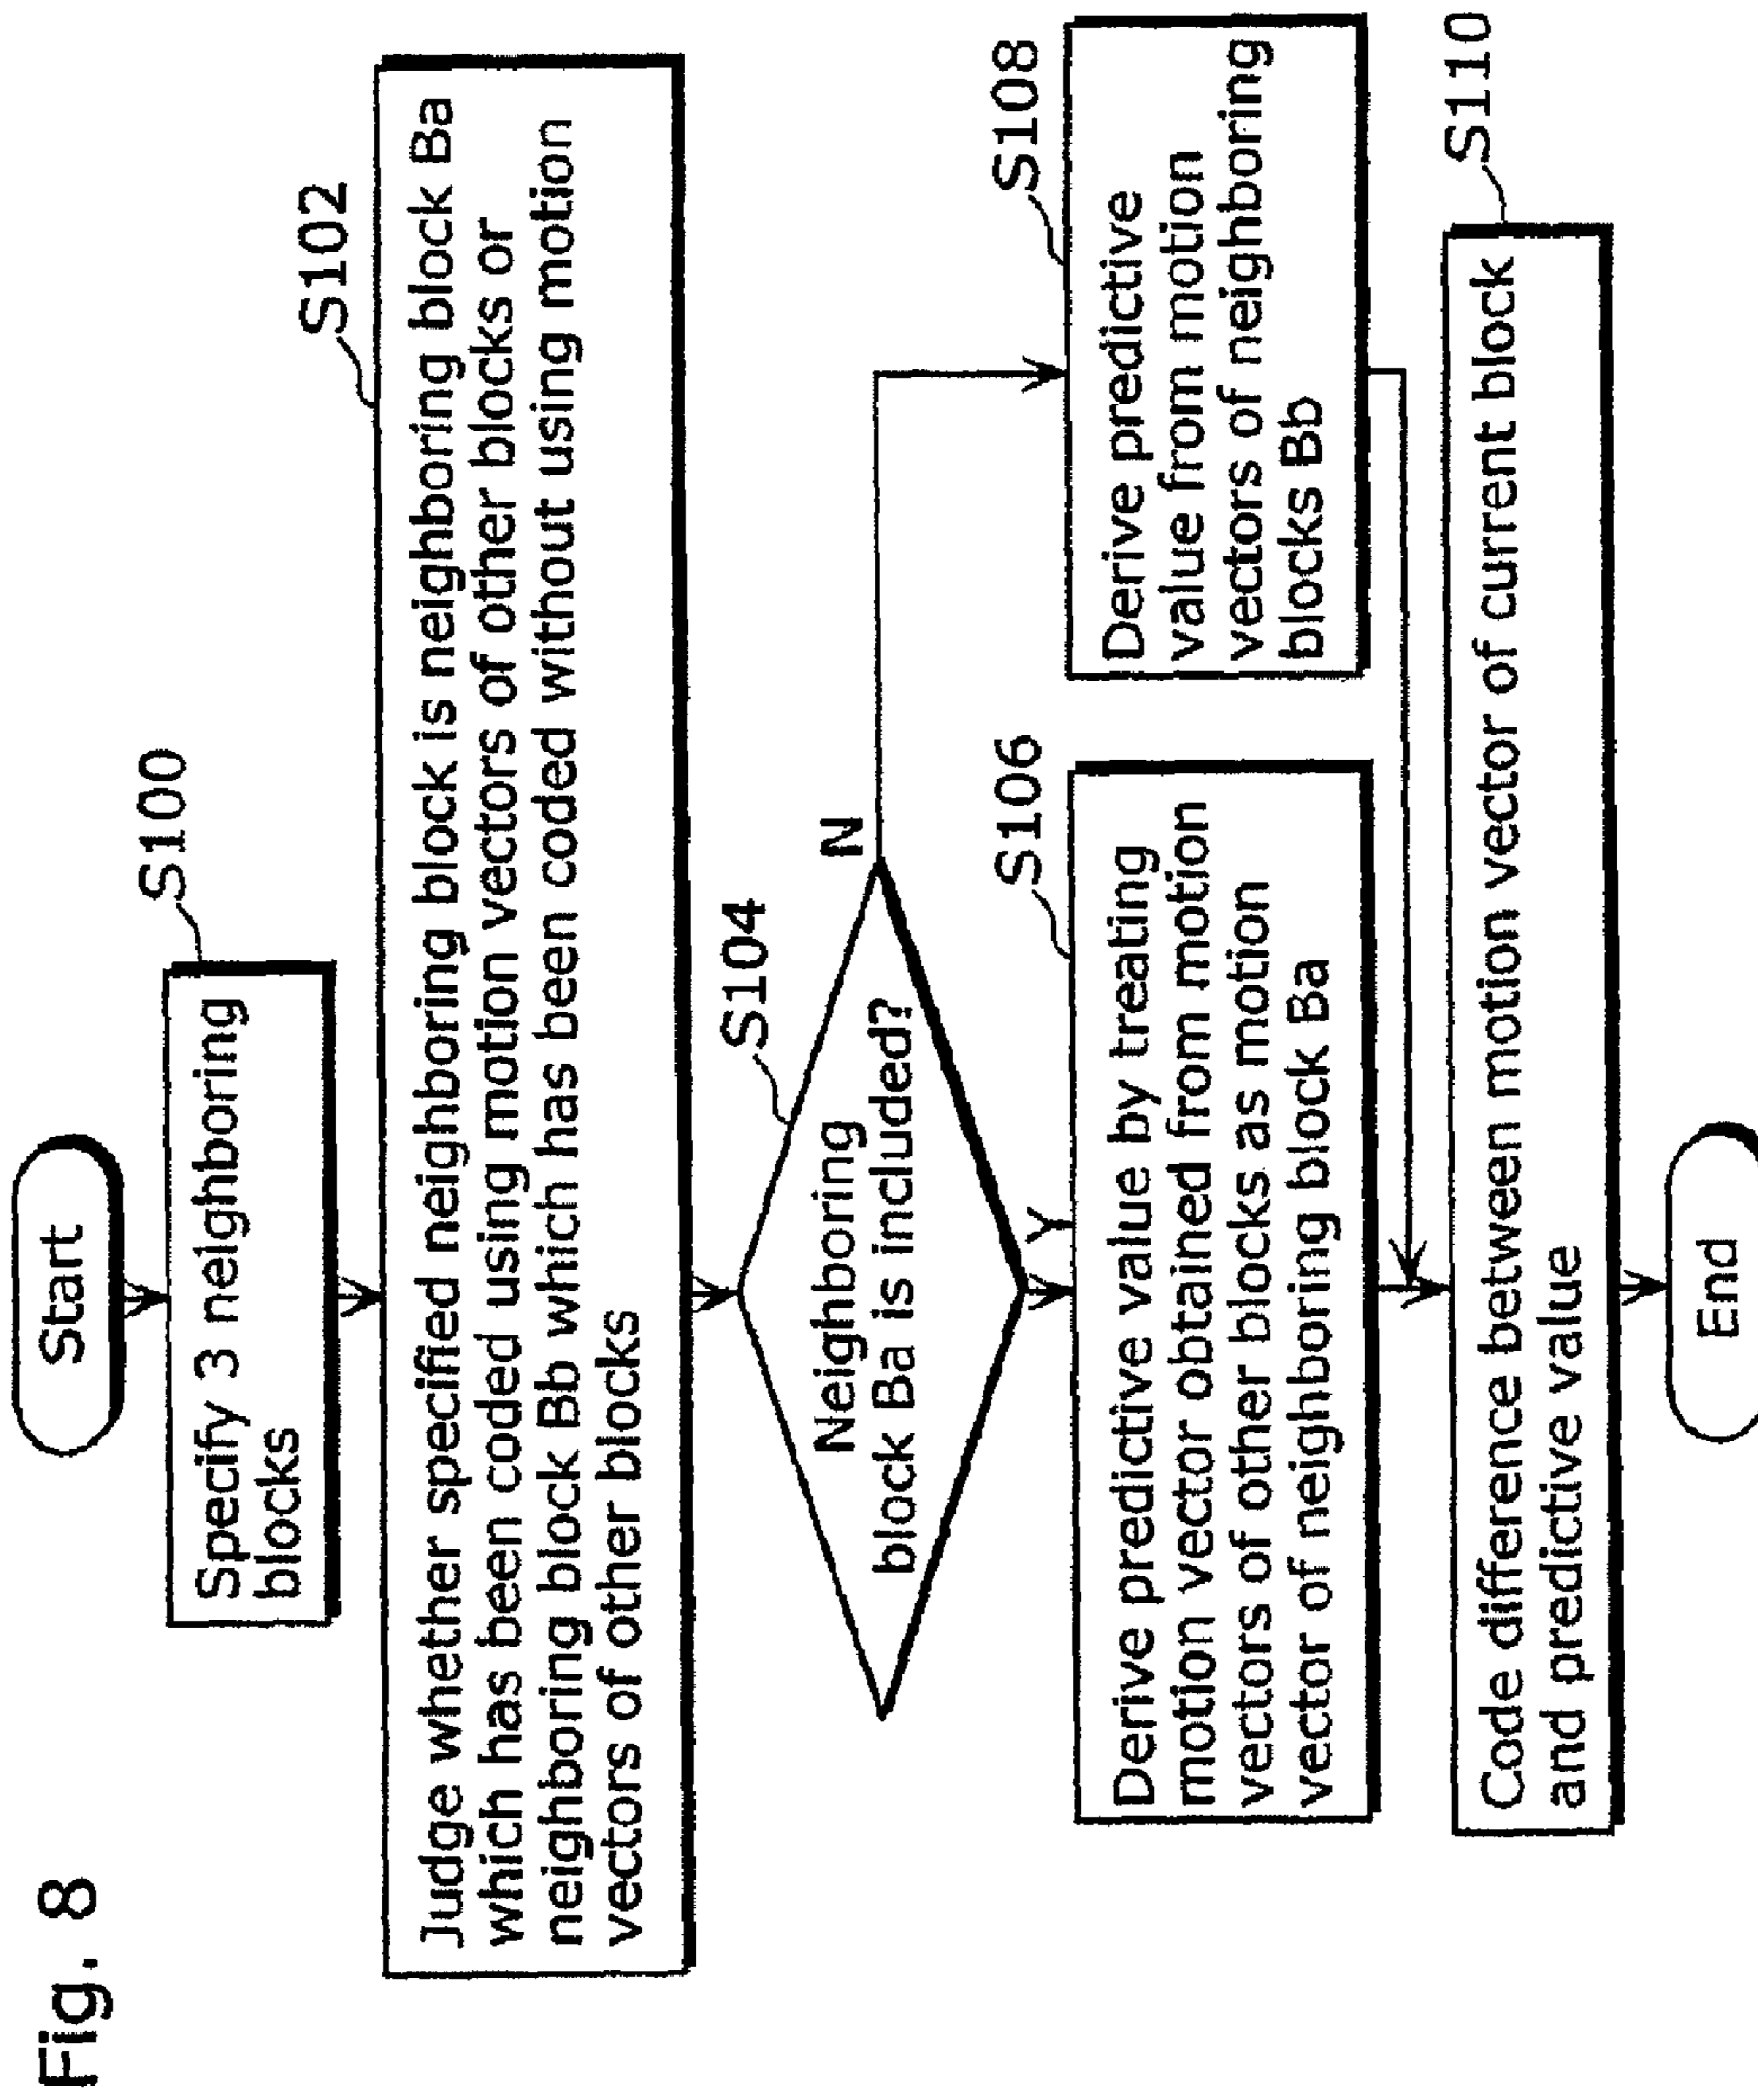 Fig. 8
Start
S100
Specify 3 neighboring
blocks
S102
Judge whether specified neighboring block is neighboring block Ba
which has been coded using motion vectors of other blocks or
neighboring block Bb which has been coded without using motion
vectors of other blocks
S104
Neighboring
block Ba is included?
N
Y
S106
Derive predictive value by treating
motion vector obtained from motion
vectors of other blocks as motion
vector of neighboring block Ba
S108
Derive predictive
value from motion
vectors of neighboring
blocks Bb
S110
Code difference between motion vector of current block
and predictive value
End